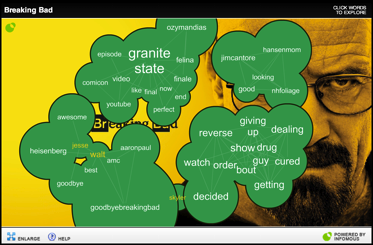 Breaking Bad
CLICK WORDS
TO EXPLORE
ozymandias
episode
granite
state
felina
comicon
video
finale
like
final
now
end
youtube
perfect
jimcantore
hansenmom
looking
good
nhfoliage
awesome
Breaking Bad
heisenberg
jesse
walt
aaronpaul
amc
best
goodbye
goodbyebreakingbad
skyler
reverse
giving
up
dealing
show
drug
watch
order
guy
cured
bout
getting
decided
ENLARGE
HELP
POWERED BY
INFOMOUS